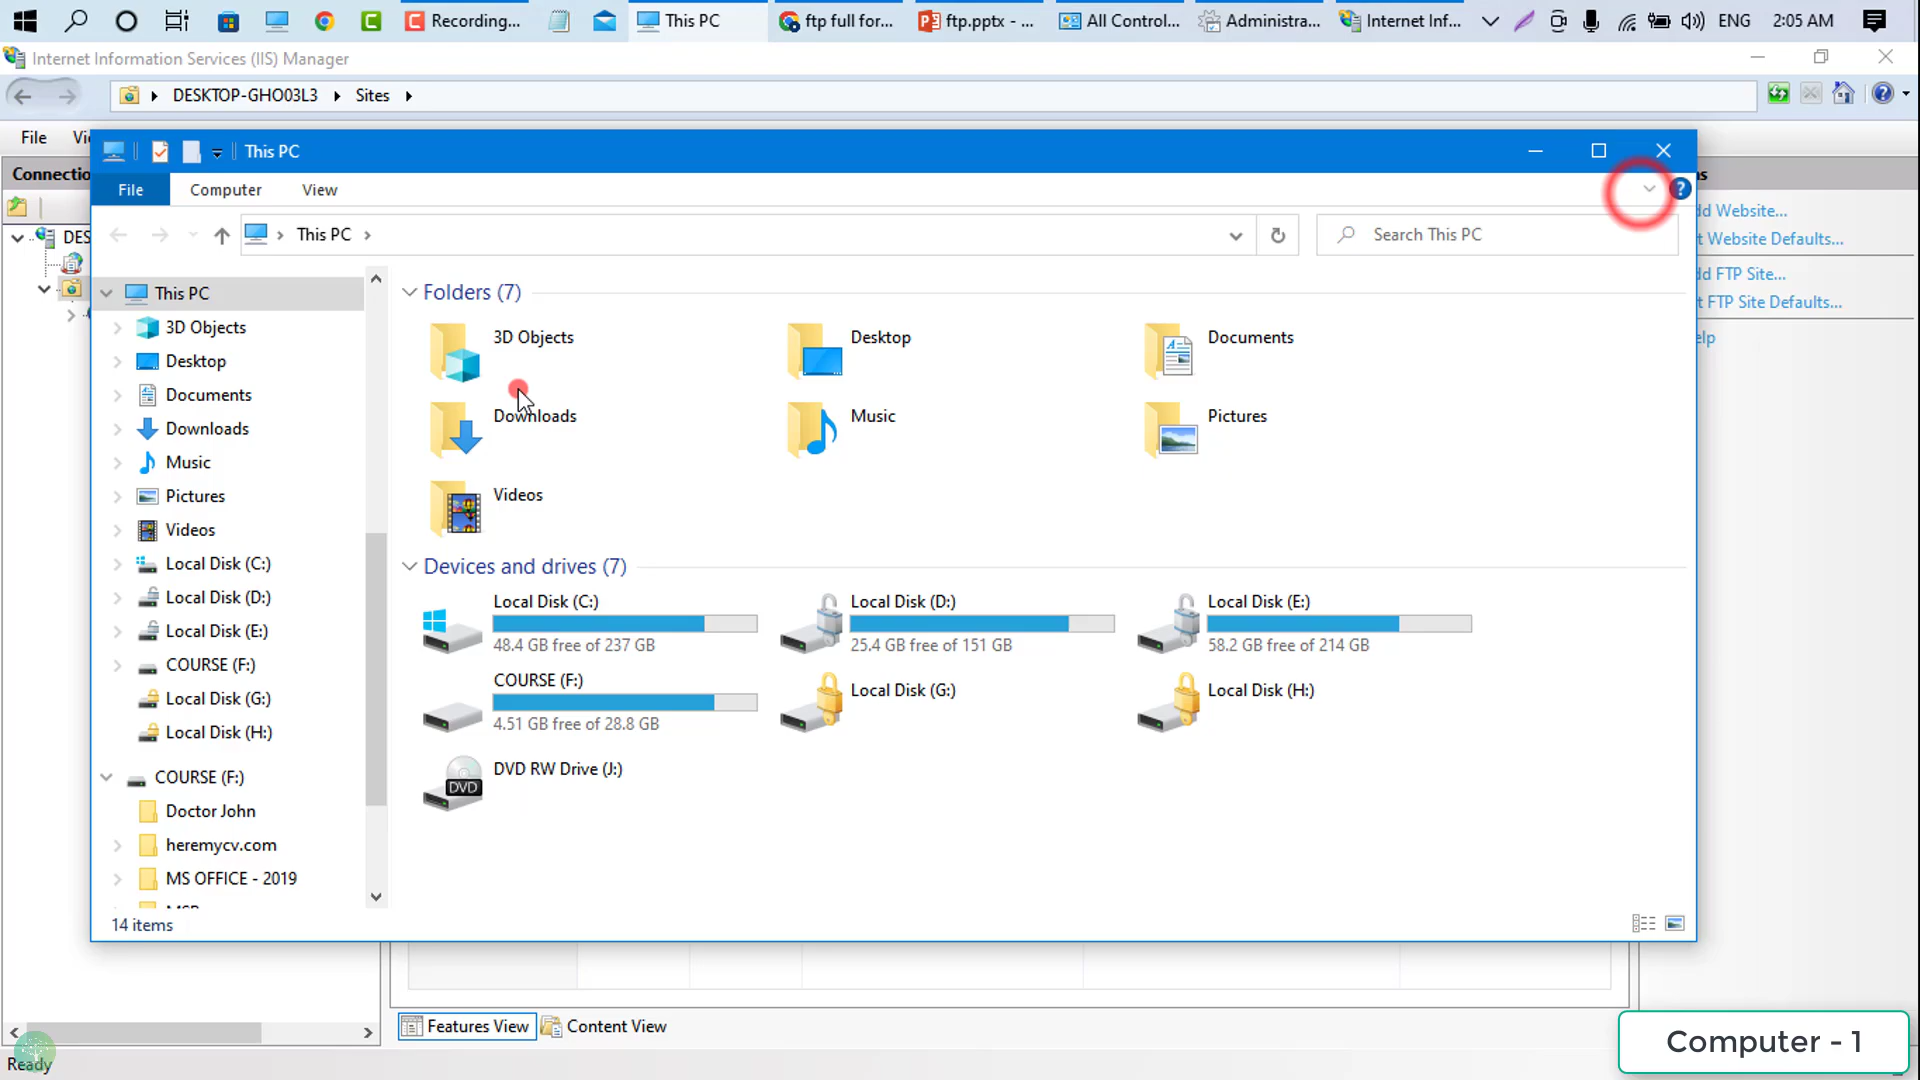 Recording...
This PC
ftp full for...
ftp.pptx - ...
All Control...
Administra...
Internet Inf...
ENG
2:05 AM
Internet Information Services (IIS) Manager
DESKTOP-GHO03L3
Sites
File
Vi
Connectio
DES
This PC
File
Computer
View
This PC
Search This PC
This PC
3D Objects
Desktop
Documents
Downloads
Music
Pictures
Videos
Local Disk (C:)
Local Disk (D:)
Local Disk (E:)
COURSE (F:)
Local Disk (G:)
Local Disk (H:)
COURSE (F:)
Doctor John
heremycv.com
MS OFFICE - 2019
Folders (7)
3D Objects
Desktop
Documents
Downloads
Music
Pictures
Videos
Devices and drives (7)
Local Disk (C:)
48.4 GB free of 237 GB
Local Disk (D:)
25.4 GB free of 151 GB
Local Disk (E:)
58.2 GB free of 214 GB
COURSE (F:)
4.51 GB free of 28.8 GB
Local Disk (G:)
Local Disk (H:)
DVD RW Drive (J:)
DVD
14 items
ns
dd Website...
t Website Defaults...
dd FTP Site...
t FTP Site Defaults...
elp
Features View
Content View
Ready
Computer - 1